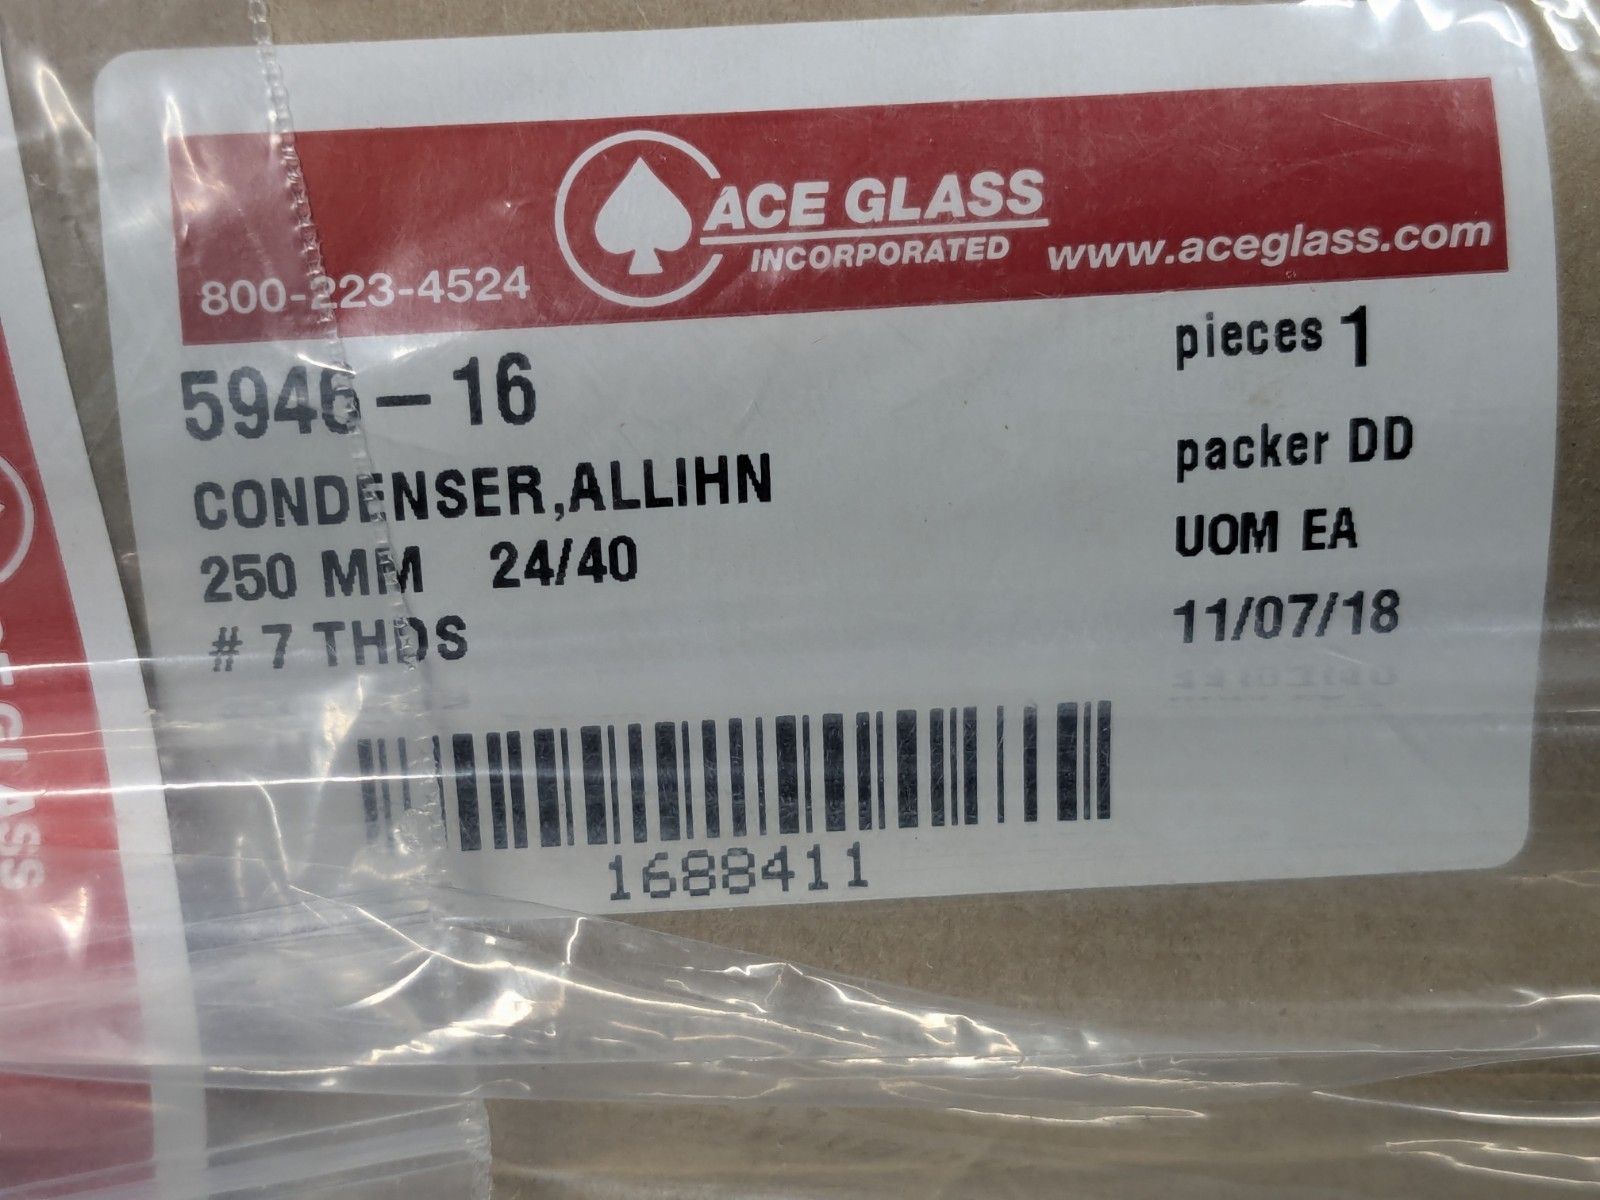 ACE GLASS
INCORPORATED
800-223-4524
www.aceglass.com
5946-16
pieces 1
CONDENSER,ALLIHN
packer DD
250 MM 24/40
UOM EA
# 7 THDS
11/07/18
1688411
GLASS